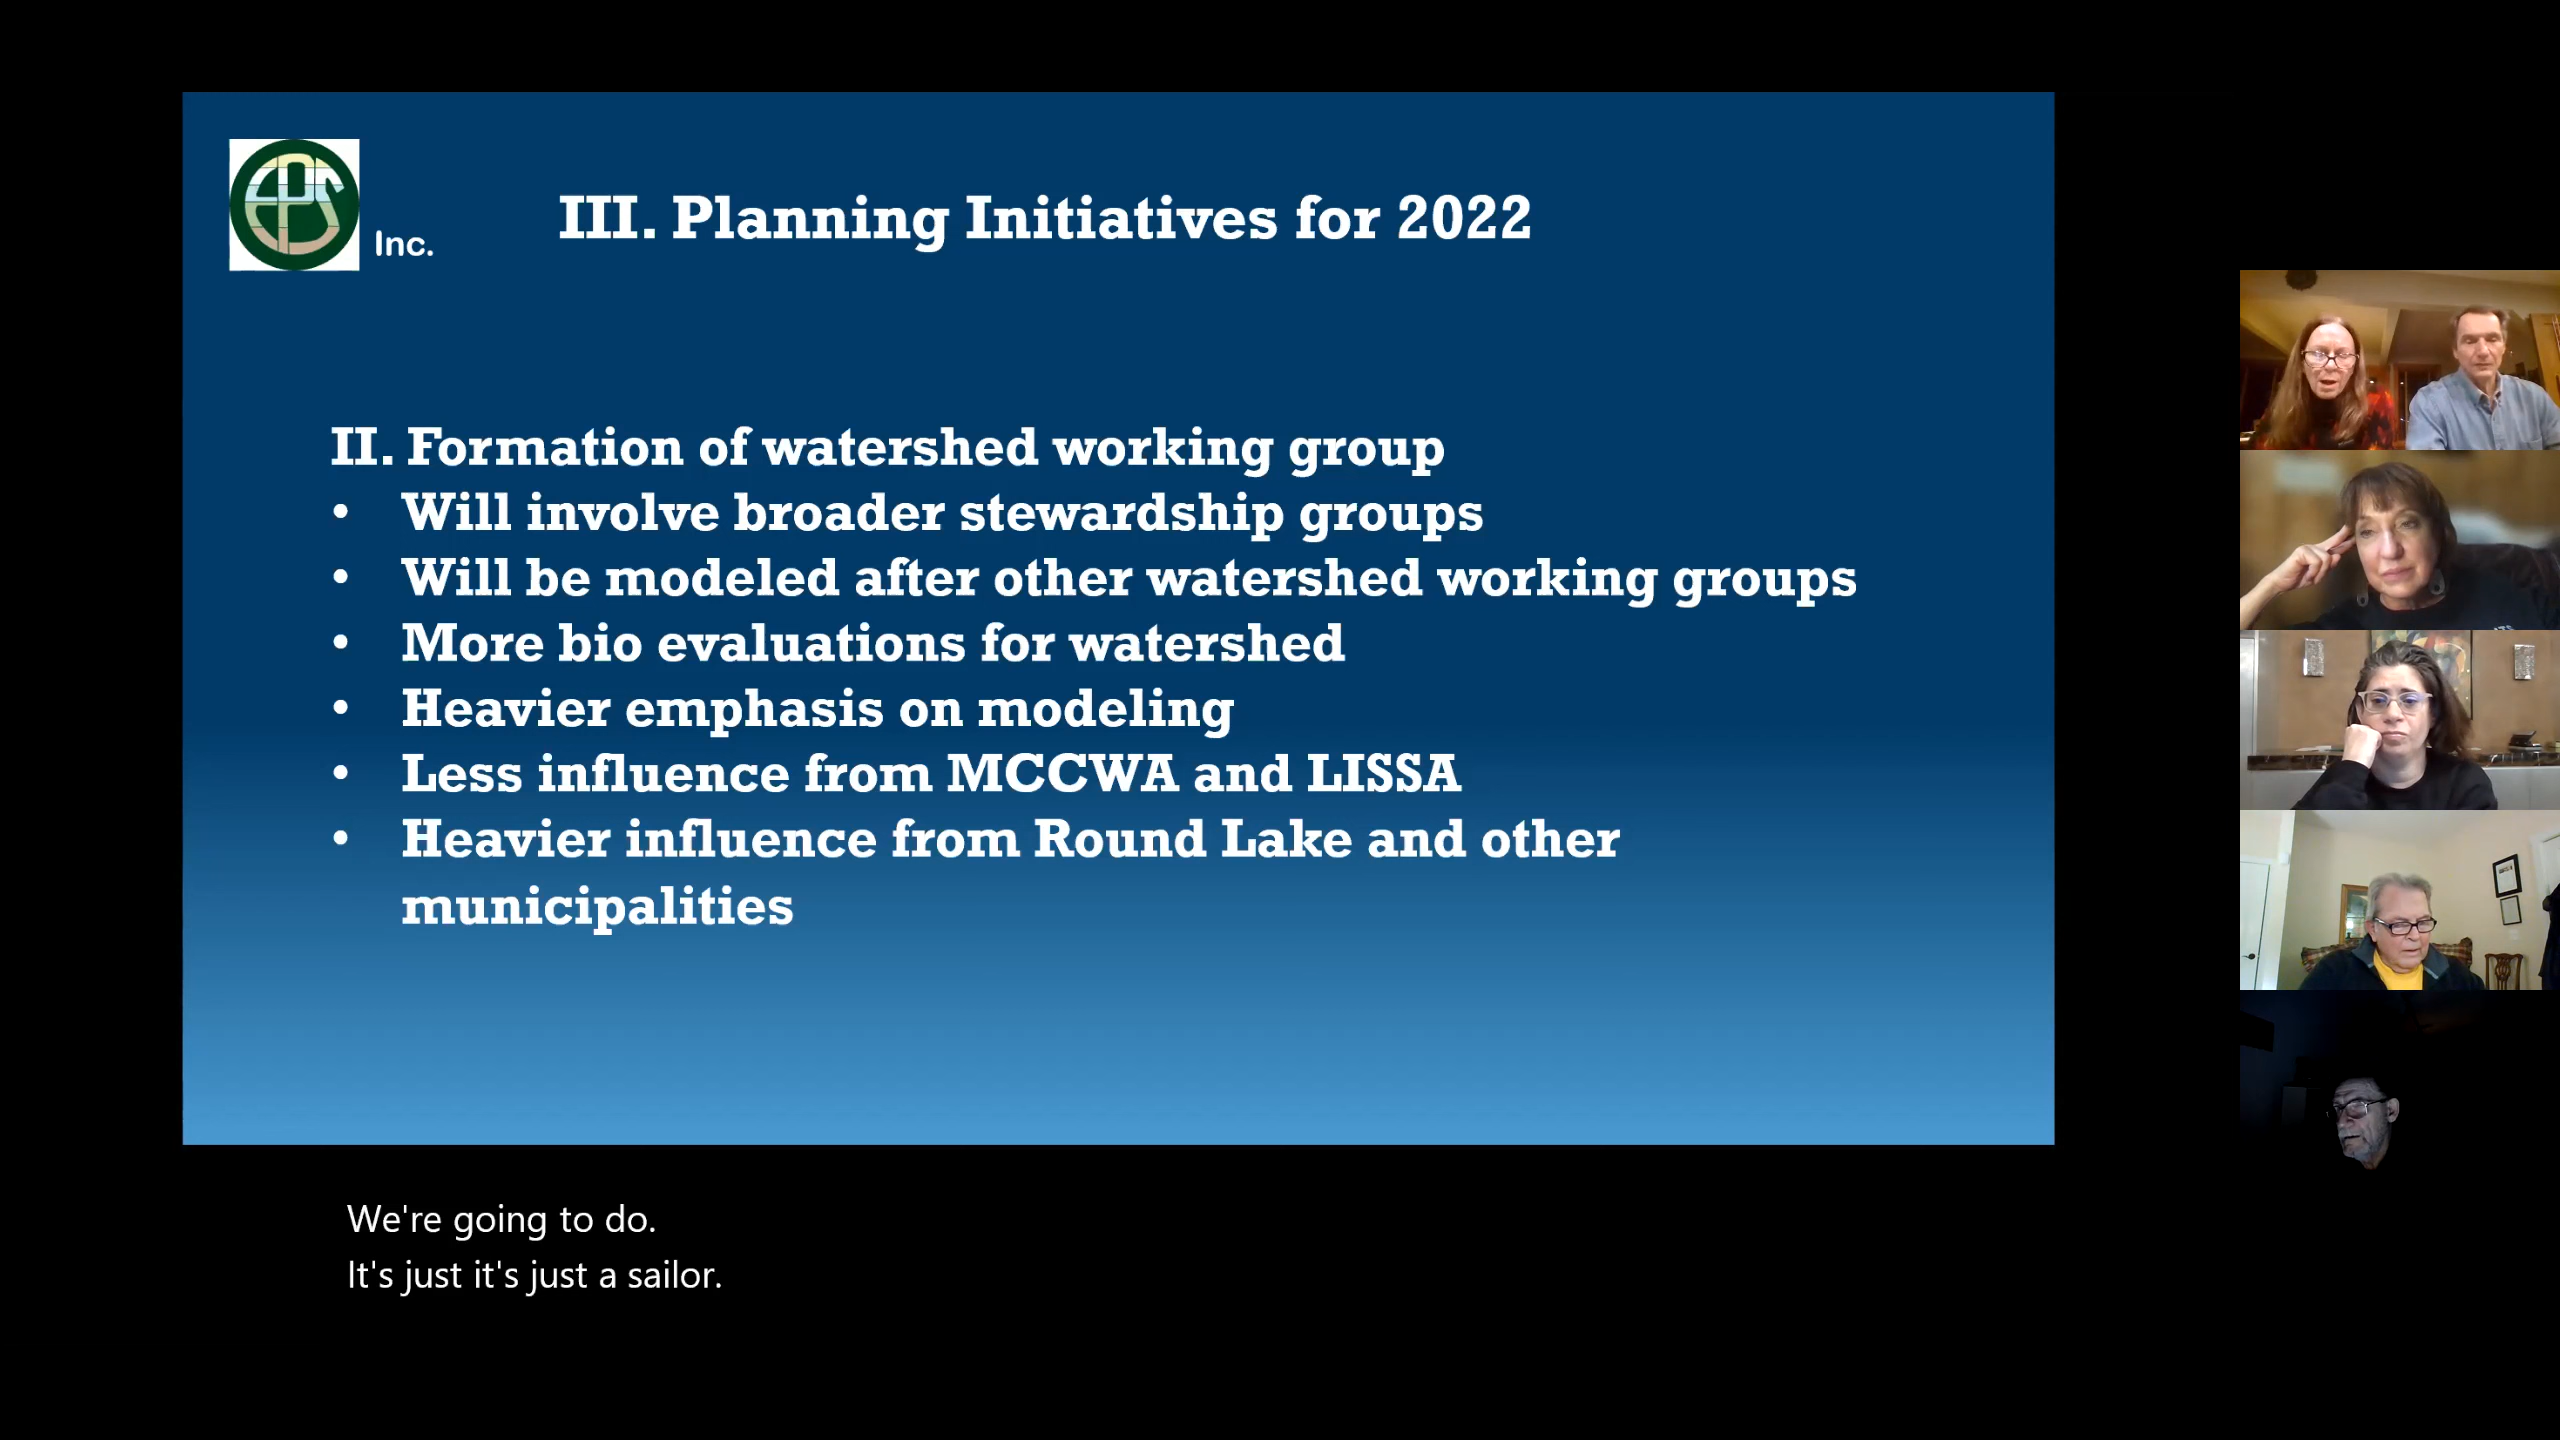 EPS
Inc.
III. Planning Initiatives for 2022
II. Formation of watershed working group
• Will involve broader stewardship groups
• Will be modeled after other watershed working groups
• More bio evaluations for watershed
• Heavier emphasis on modeling
• Less influence from MCCWA and LISSA
• Heavier influence from Round Lake and other
municipalities
We're going to do.
It's just it's just a sailor.